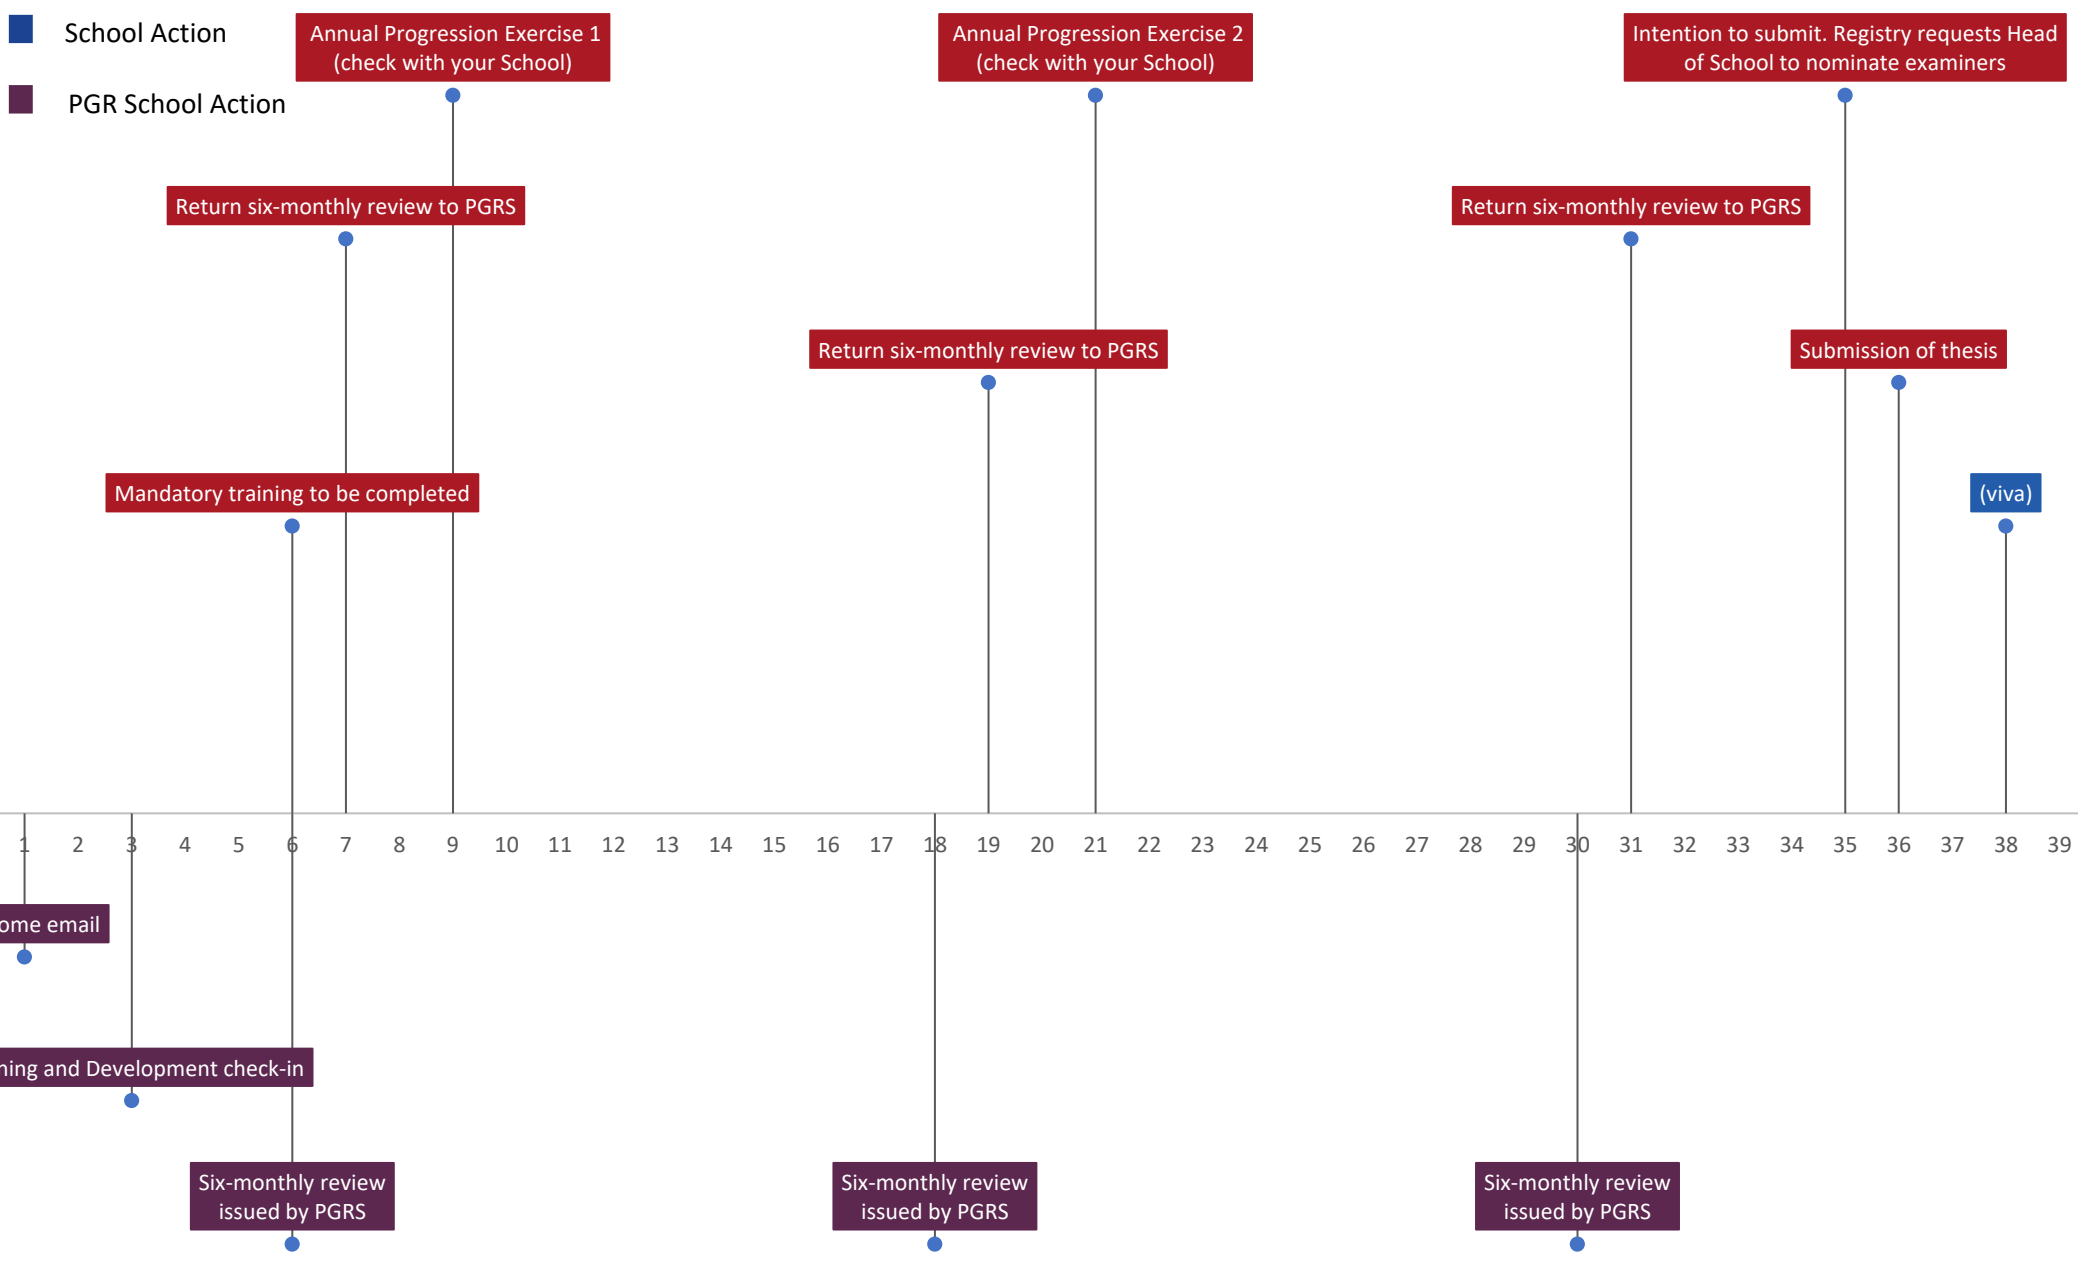 School Action
PGR School Action
Annual Progression Exercise 1
(check with your School)
Annual Progression Exercise 2
(check with your School)
Intention to submit. Registry requests Head
of School to nominate examiners
Return six-monthly review to PGRS
Return six-monthly review to PGRS
Return six-monthly review to PGRS
Submission of thesis
Mandatory training to be completed
(viva)
1 2 3 4 5 6 7 8 9 10 11 12 13 14 15 16 17 18 19 20 21 22 23 24 25 26 27 28 29 30 31 32 33 34 35 36 37 38 39
ome email
ning and Development check-in
Six-monthly review
issued by PGRS
Six-monthly review
issued by PGRS
Six-monthly review
issued by PGRS